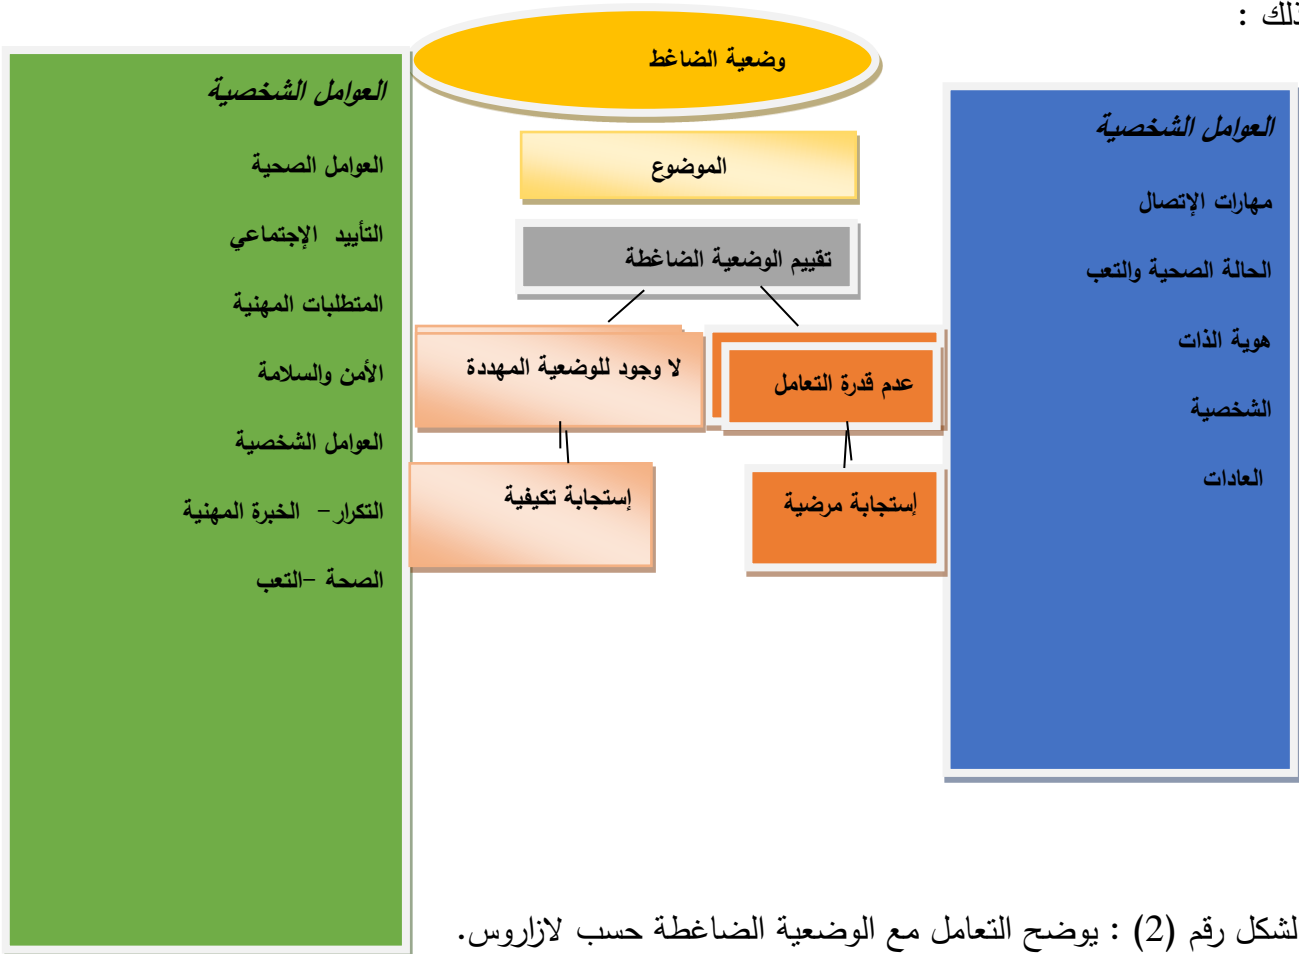 ذلك :
وضعية الضاغط
الموضوع
تقييم الوضعية الضاغطة
العوامل الشخصية
مهارات الإتصال
الحالة الصحية والتعب
هوية الذات
الشخصية
العادات
عدم قدرة التعامل
إستجابة مرضية
لا وجود للوضعية المهددة
إستجابة تكيفية
العوامل الشخصية
العوامل الصحية
التأييد الإجتماعي
المتطلبات المهنية
الأمن والسلامة
العوامل الشخصية
التكرار- الخبرة المهنية
الصحة -التعب
لشكل رقم (2) : يوضح التعامل مع الوضعية الضاغطة حسب لازاروس.